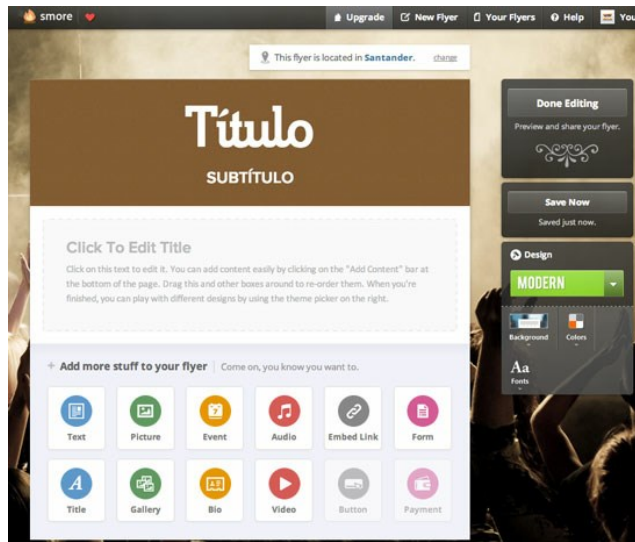 smore
Upgrade New Flyer Your Flyers Help You
This flyer is located in Santander. change
Título
SUBTÍTULO
Click To Edit Title
Click on this text to edit it. You can add content easily by clicking on the "Add Content" bar at
the bottom of the page. Drag this and other boxes around to re-order them. When you're
finished, you can play with different designs by using the theme picker on the right.
+ Add more stuff to your flyer Come on, you know you want to.
Text Picture Event Audio Embed Link Form
Title Gallery Bio Video Button Payment
Done Editing
Preview and share your flyer.
Save Now
Saved just now.
Design
MODERN
Background Colors
Aa
Fonts